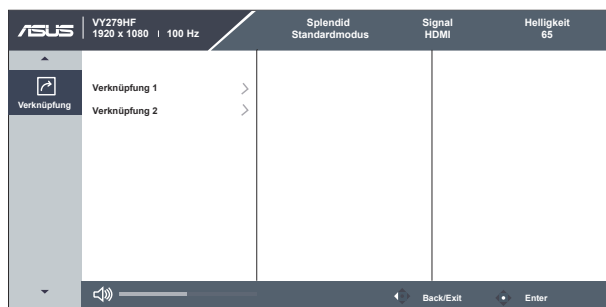 ASUS
VY279HF
1920 x 1080 | 100 Hz
Splendid
Standardmodus
Signal
HDMI
Helligkeit
65
Verknüpfung
Verknüpfung 1
Verknüpfung 2
Back/Exit
Enter